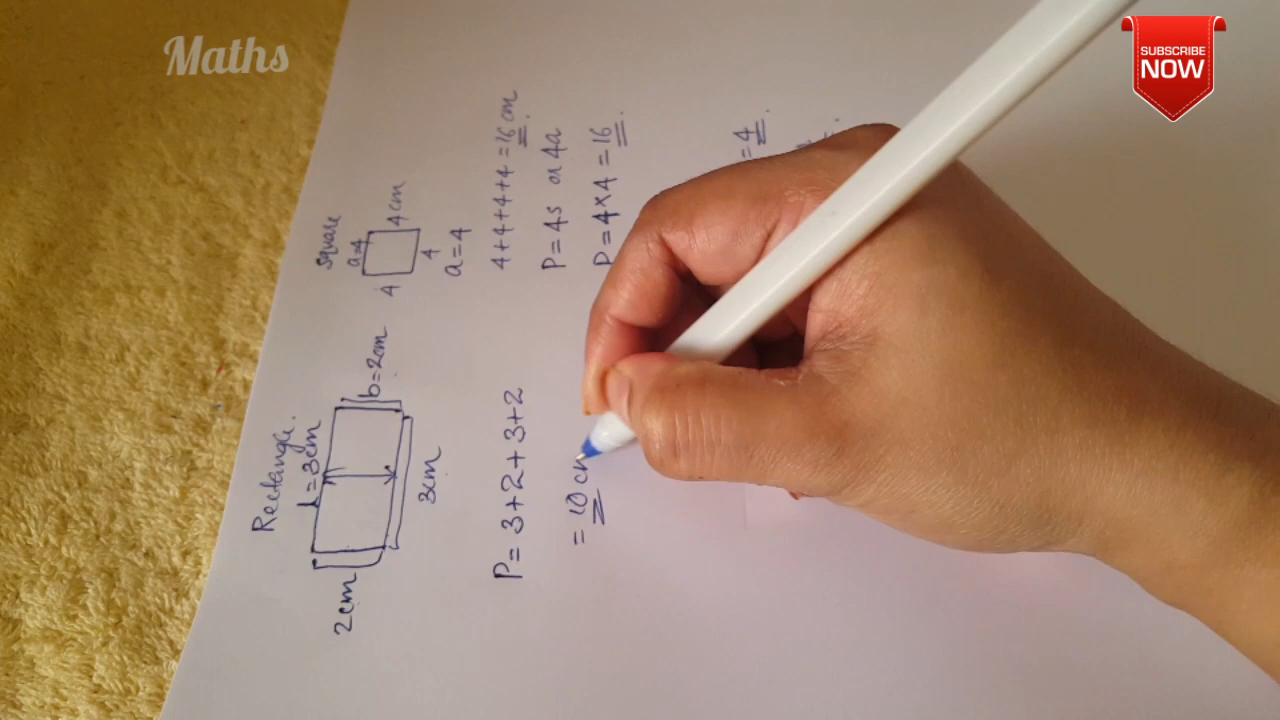 Maths
SUBSCRIBE
NOW
Rectangle.
l=3cm
b=2cm
2cm
3cm
P= 3+2+3+2
= 10 cm
square
a=4
4cm
4
4
a=4
4+4+4+4=16 cm.
P=4s or 4a
P=4×4=16.
=4.